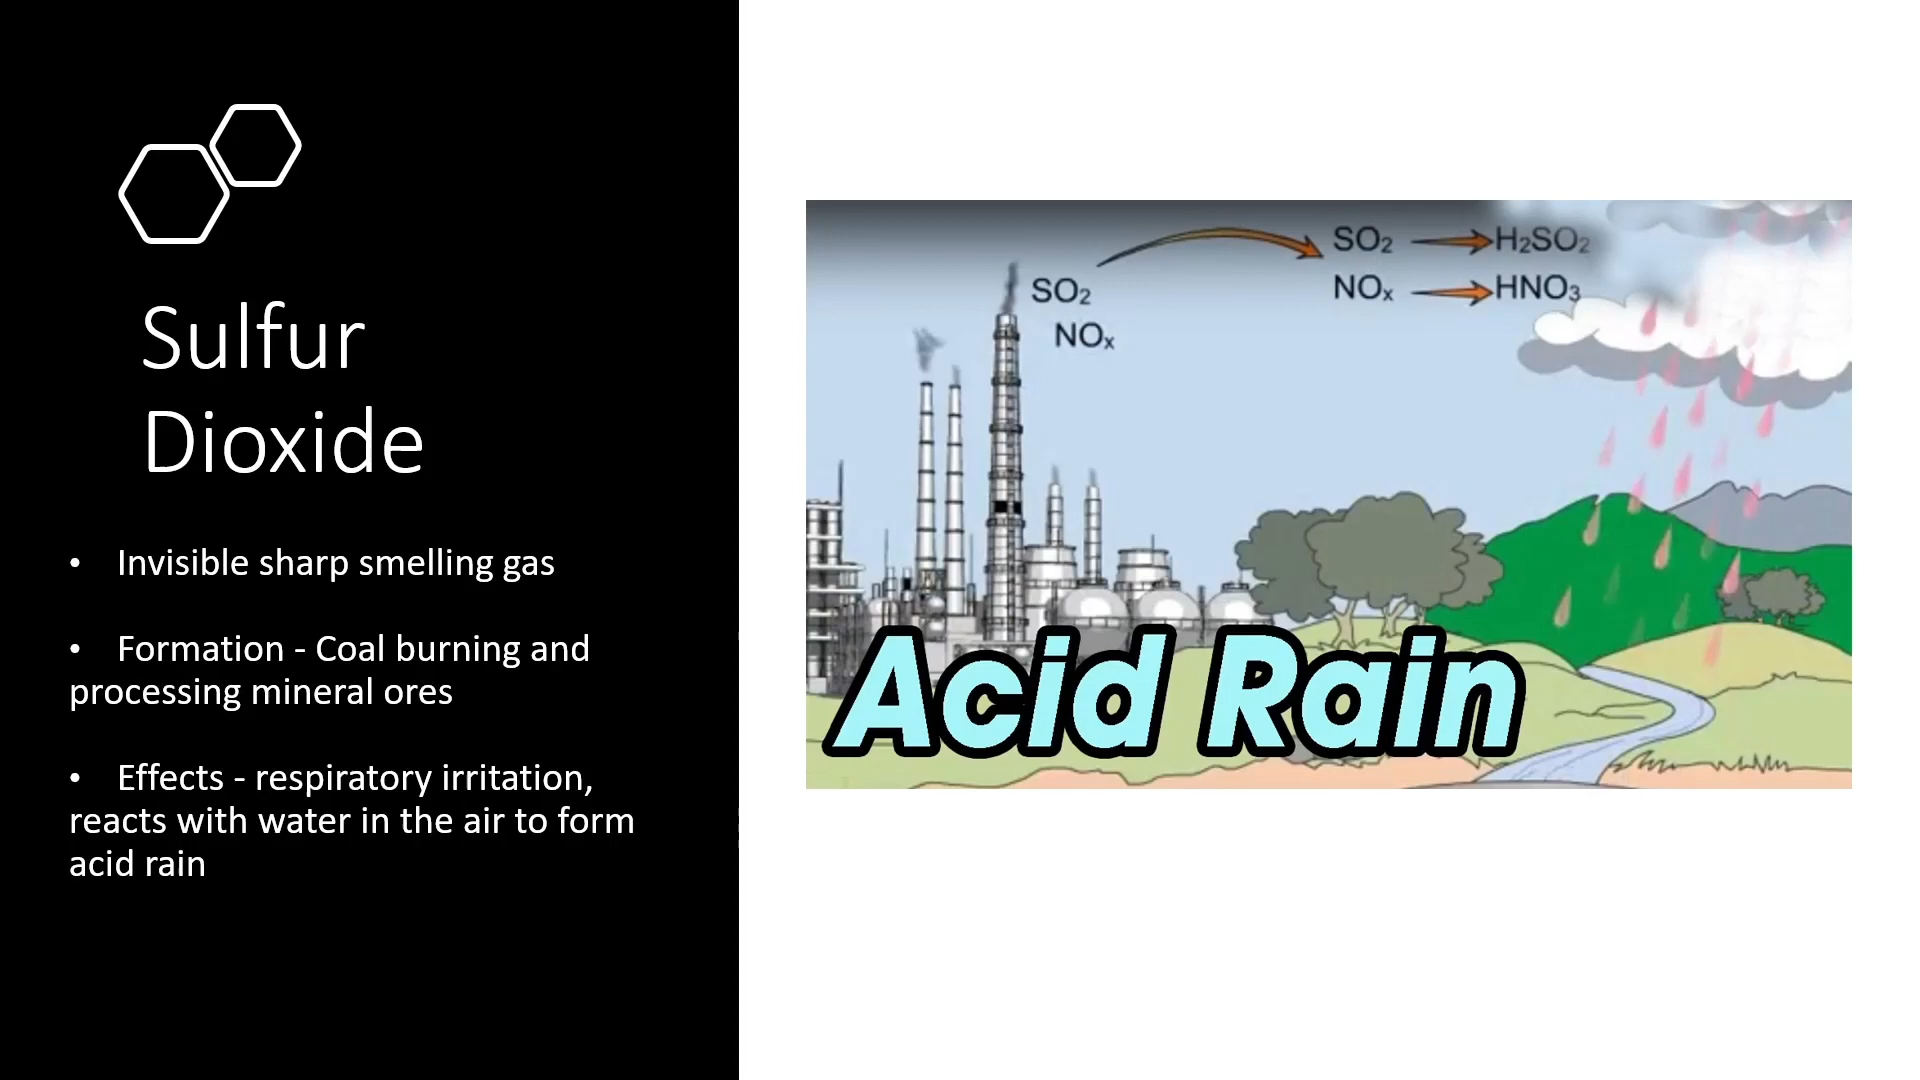 Sulfur
Dioxide
• Invisible sharp smelling gas
• Formation - Coal burning and
processing mineral ores
• Effects - respiratory irritation,
reacts with water in the air to form
acid rain
SO₂
NOₓ
SO₂ → H₂SO₂
NOₓ → HNO₃
Acid Rain